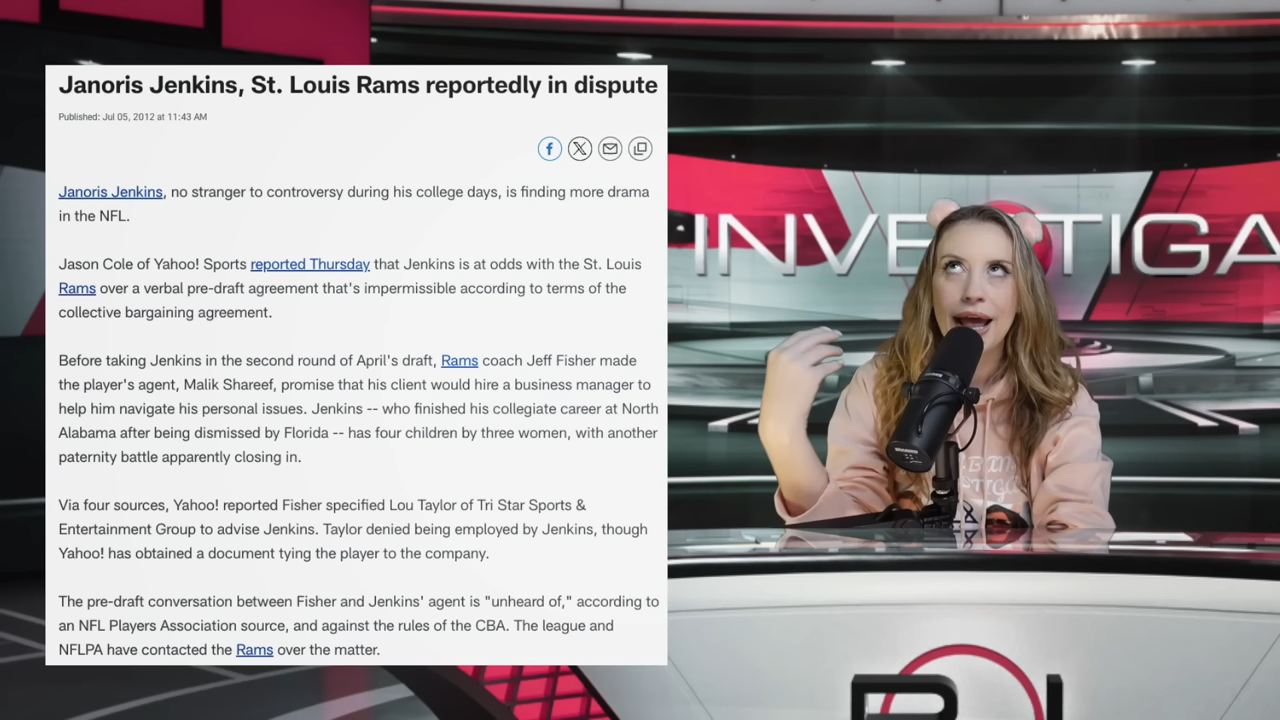 Janoris Jenkins, St. Louis Rams reportedly in dispute
Published: Jul 05, 2012 at 11:43 AM
Janoris Jenkins, no stranger to controversy during his college days, is finding more drama
in the NFL.
Jason Cole of Yahoo! Sports reported Thursday that Jenkins is at odds with the St. Louis
Rams over a verbal pre-draft agreement that's impermissible according to terms of the
collective bargaining agreement.
Before taking Jenkins in the second round of April's draft, Rams coach Jeff Fisher made
the player's agent, Malik Shareef, promise that his client would hire a business manager to
help him navigate his personal issues. Jenkins -- who finished his collegiate career at North
Alabama after being dismissed by Florida -- has four children by three women, with another
paternity battle apparently closing in.
Via four sources, Yahoo! reported Fisher specified Lou Taylor of Tri Star Sports &
Entertainment Group to advise Jenkins. Taylor denied being employed by Jenkins, though
Yahoo! has obtained a document tying the player to the company.
The pre-draft conversation between Fisher and Jenkins' agent is "unheard of," according to
an NFL Players Association source, and against the rules of the CBA. The league and
NFLPA have contacted the Rams over the matter.
INVE TIGA